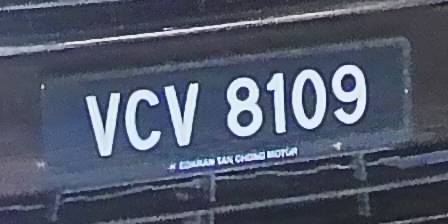 VCV 8109
EDARAN TAN CHONG MOTOR